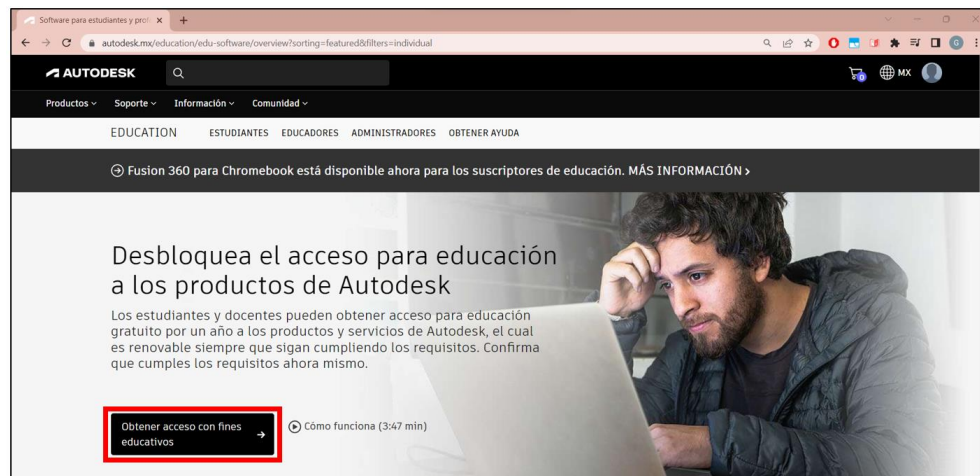 Software para estudiantes y prof
autodesk.mx/education/edu-software/overview?sorting=featured&filters=individual
G
AUTODESK
0
MX
Productos
Soporte
Información
Comunidad
EDUCATION
ESTUDIANTES
EDUCADORES
ADMINISTRADORES
OBTENER AYUDA
Fusion 360 para Chromebook está disponible ahora para los suscriptores de educación. MÁS INFORMACIÓN >
Desbloquea el acceso para educación
a los productos de Autodesk
Los estudiantes y docentes pueden obtener acceso para educación
gratuito por un año a los productos y servicios de Autodesk, el cual
es renovable siempre que sigan cumpliendo los requisitos. Confirma
que cumples los requisitos ahora mismo.
Obtener acceso con fines
educativos
Cómo funciona (3:47 min)